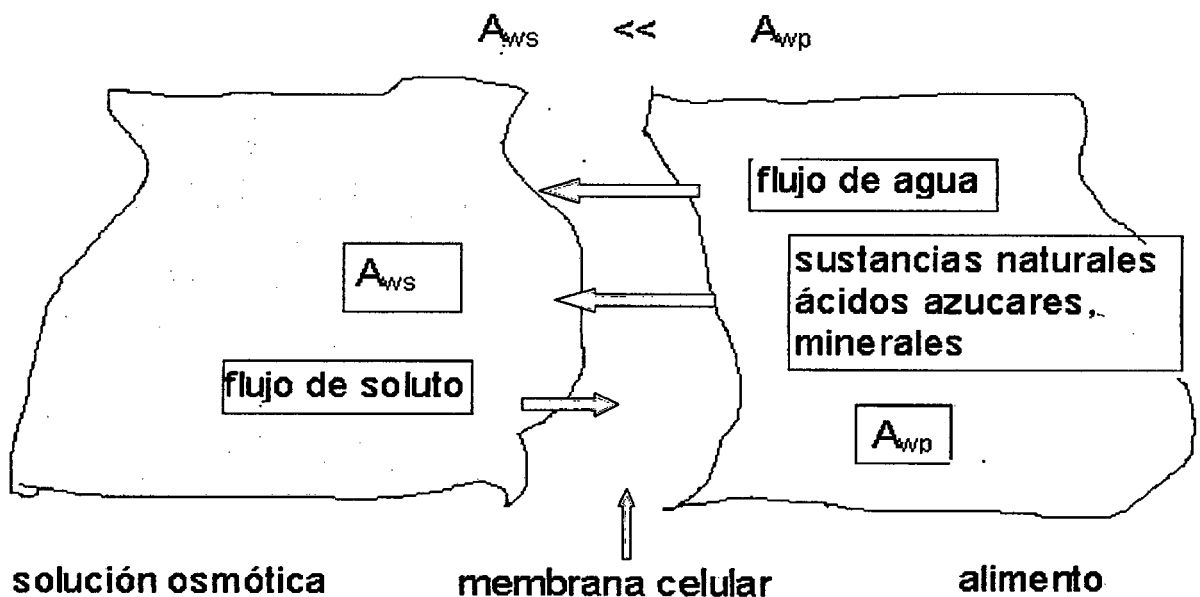 Aws << Awp
flujo de agua
sustancias naturales
ácidos azucares,
minerales
Aws
flujo de soluto
Awp
solución osmótica membrana celular alimento